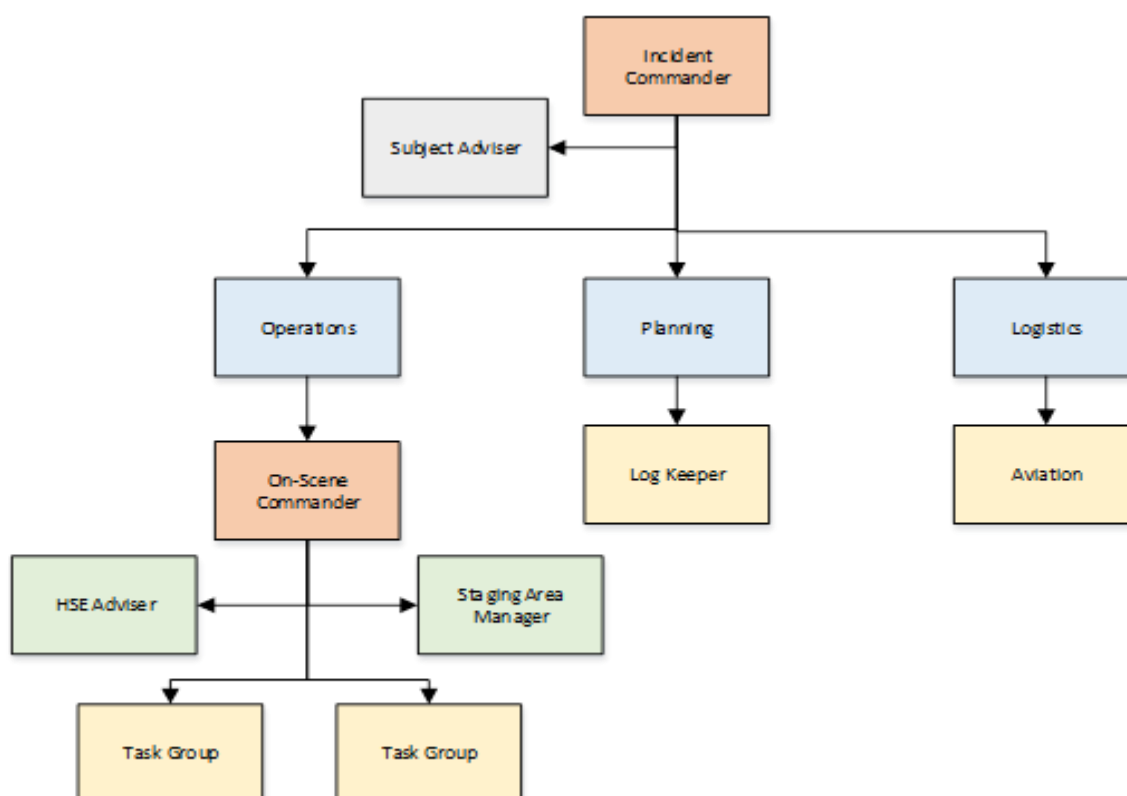 Incident
Commander
Subject Adviser
Operations
Planning
Logistics
On-Scene
Commander
Log Keeper
Aviation
HSE Adviser
Staging Area
Manager
Task Group
Task Group